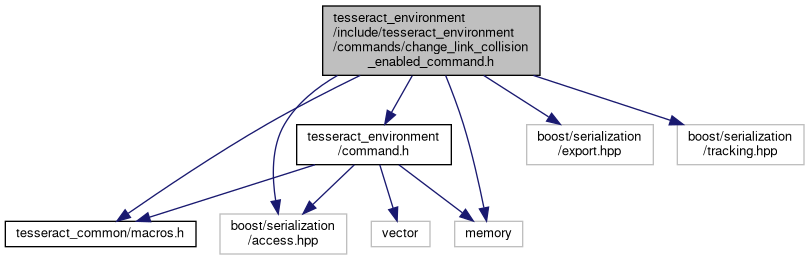 tesseract_environment
/include/tesseract_environment
/commands/change_link_collision
_enabled_command.h
tesseract_environment
/command.h
boost/serialization
/export.hpp
boost/serialization
/tracking.hpp
tesseract_common/macros.h
boost/serialization
/access.hpp
vector
memory